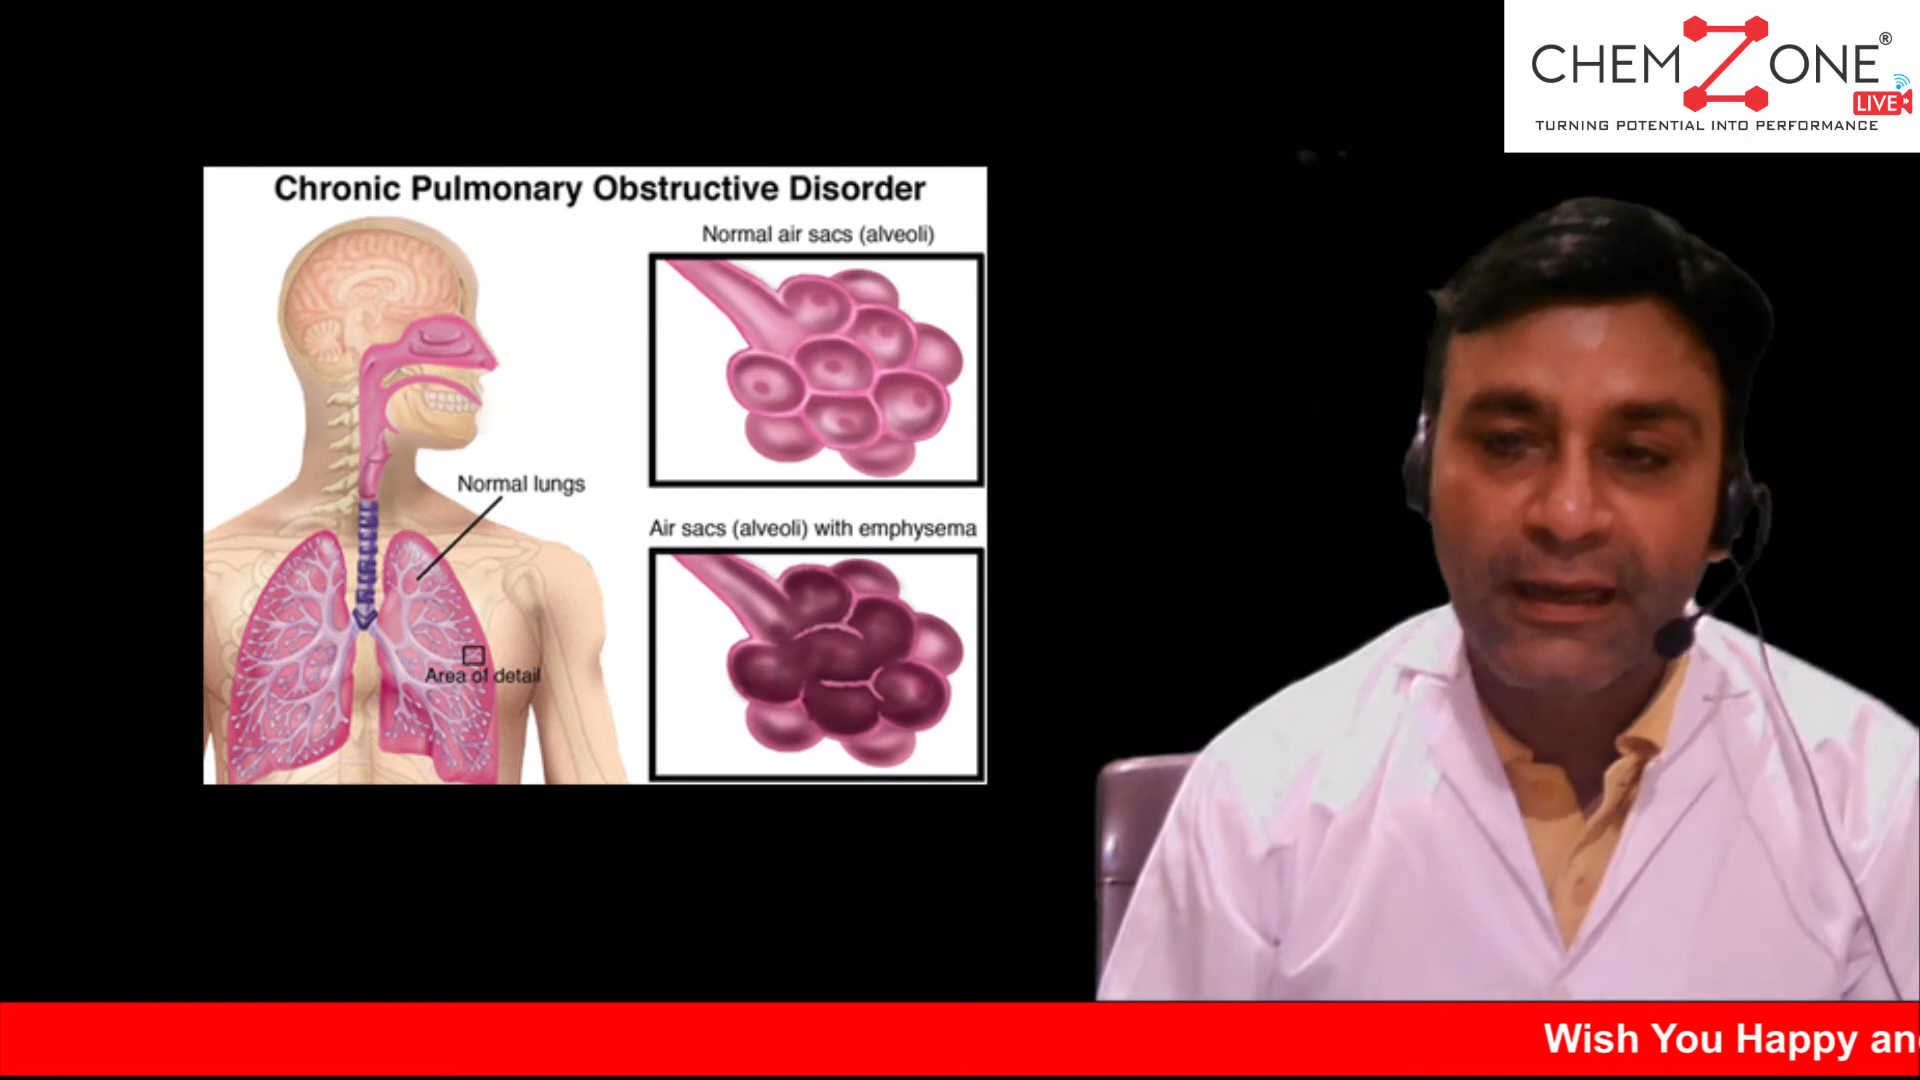 CHEMZONE®
LIVE
TURNING POTENTIAL INTO PERFORMANCE
Chronic Pulmonary Obstructive Disorder
Normal air sacs (alveoli)
Normal lungs
Air sacs (alveoli) with emphysema
Area of detail
Wish You Happy an